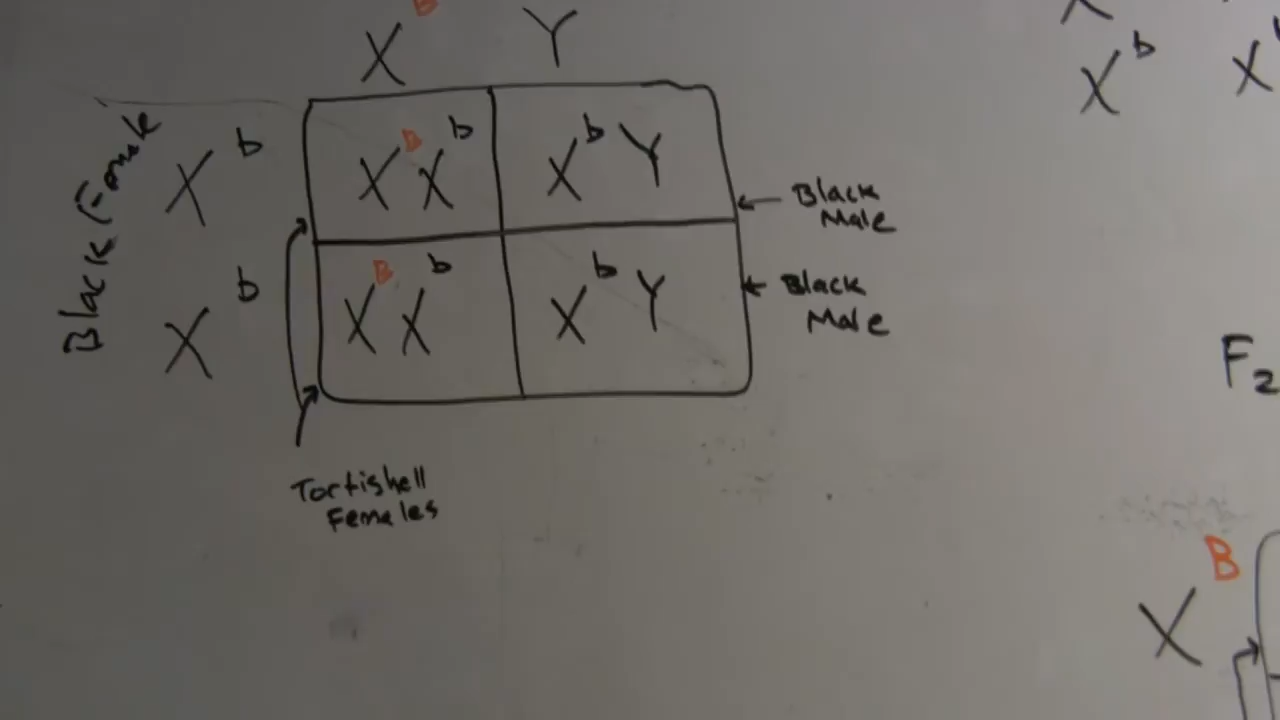 B
X Y
X
X b X
Black Female
X b
X B X b
X b Y
Black
Male
X b
X B X b
X b Y
Black
Male
F2
Tortishell
Females
X B